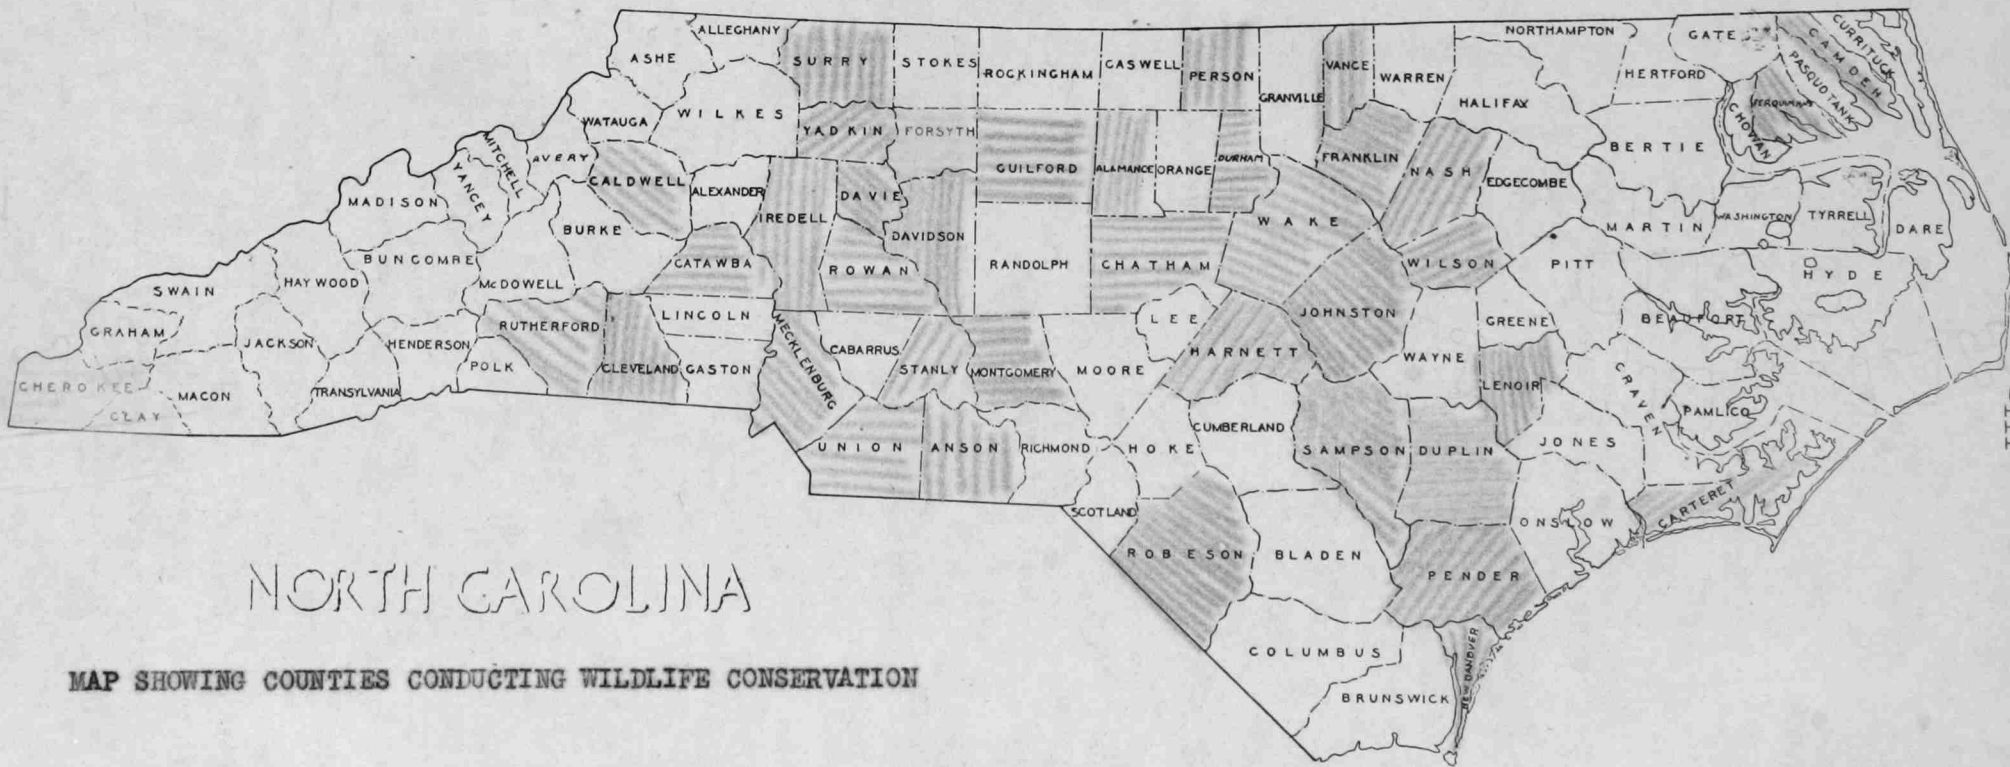 ALLEGHANY
ASHE
SURRY
STOKES
ROCKINGHAM
CASWELL
PERSON
GRANVILLE
VANCE
WARREN
NORTHAMPTON
GATES
HERTFORD
HALIFAX
CURRITUCK
CAMDEN
PASQUOTANK
PERQUIMANS
CHOWAN
BERTIE
WATAUGA
WILKES
YADKIN
FORSYTH
GUILFORD
ALAMANCE
ORANGE
DURHAM
FRANKLIN
NASH
EDGECOMBE
MARTIN
WASHINGTON
TYRRELL
DARE
MITCHELL
AVERY
YANCEY
MADISON
CALDWELL
ALEXANDER
IREDELL
DAVIE
DAVIDSON
RANDOLPH
CHATHAM
WAKE
WILSON
PITT
HYDE
BURKE
BUNCOMBE
McDOWELL
CATAWBA
ROWAN
HAYWOOD
SWAIN
GRAHAM
JACKSON
HENDERSON
RUTHERFORD
LINCOLN
MECKLENBURG
CABARRUS
STANLY
MONTGOMERY
MOORE
LEE
HARNETT
JOHNSTON
WAYNE
GREENE
BEAUFORT
LENOIR
CRAVEN
PAMLICO
CHEROKEE
CLAY
MACON
TRANSYLVANIA
POLK
CLEVELAND
GASTON
UNION
ANSON
RICHMOND
HOKE
CUMBERLAND
SAMPSON
DUPLIN
JONES
CARTERET
ONSLOW
SCOTLAND
ROBESON
BLADEN
PENDER
COLUMBUS
BRUNSWICK
NEW HANOVER
NORTH CAROLINA
MAP SHOWING COUNTIES CONDUCTING WILDLIFE CONSERVATION